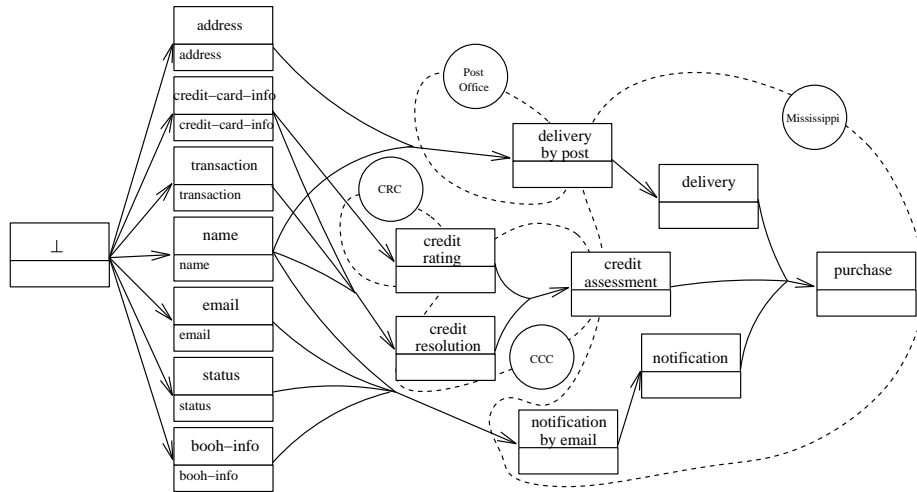 ⊥
address
address
credit−card−info
credit−card−info
transaction
transaction
name
name
email
email
status
status
booh−info
booh−info
Post
Office
CRC
credit
rating
credit
resolution
delivery
by post
credit
assessment
CCC
notification
by email
delivery
notification
Mississippi
purchase